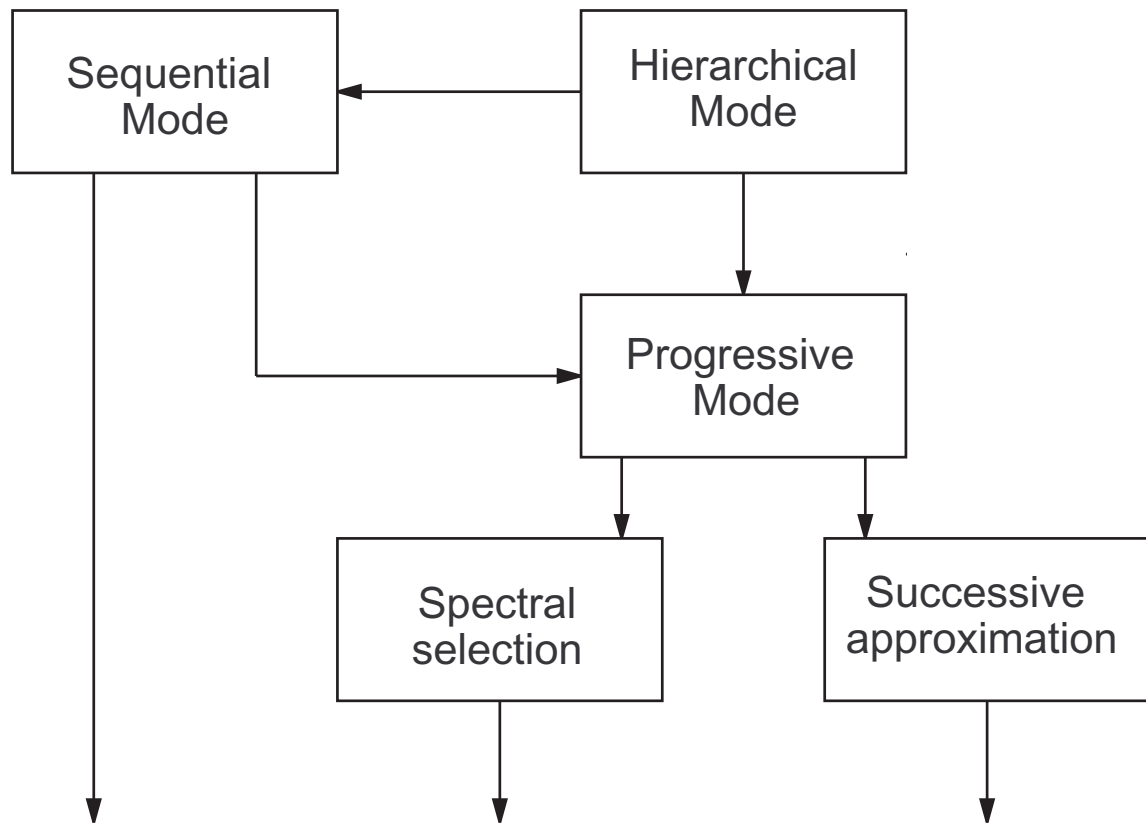 Sequential
Mode
Hierarchical
Mode
Progressive
Mode
Spectral
selection
Successive
approximation